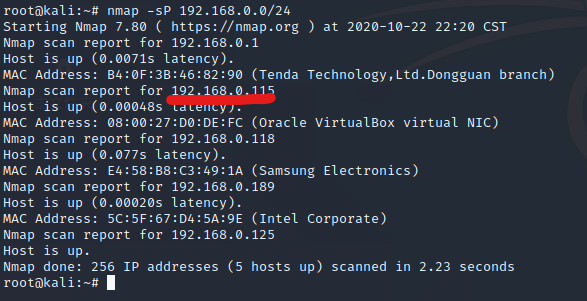 root@kali:~# nmap -sP 192.168.0.0/24
Starting Nmap 7.80 ( https://nmap.org ) at 2020-10-22 22:20 CST
Nmap scan report for 192.168.0.1
Host is up (0.0071s latency).
MAC Address: B4:0F:3B:46:82:90 (Tenda Technology,Ltd.Dongguan branch)
Nmap scan report for 192.168.0.115
Host is up (0.00048s latency).
MAC Address: 08:00:27:D0:DE:FC (Oracle VirtualBox virtual NIC)
Nmap scan report for 192.168.0.118
Host is up (0.077s latency).
MAC Address: E4:58:B8:C3:49:1A (Samsung Electronics)
Nmap scan report for 192.168.0.189
Host is up (0.00020s latency).
MAC Address: 5C:5F:67:D4:5A:9E (Intel Corporate)
Nmap scan report for 192.168.0.125
Host is up.
Nmap done: 256 IP addresses (5 hosts up) scanned in 2.23 seconds
root@kali:~#